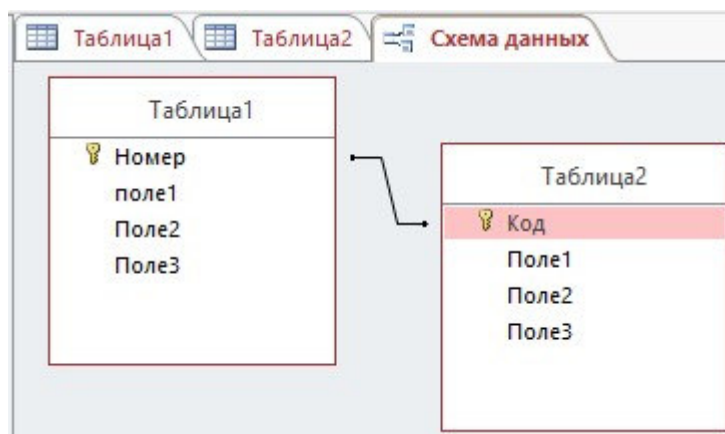 Таблица1 Таблица2 Схема данных
Таблица1
Номер
поле1
Поле2
Поле3
Таблица2
Код
Поле1
Поле2
Поле3